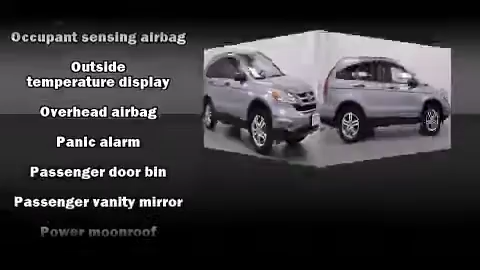 Occupant sensing airbag
Outside
temperature display
Overhead airbag
Panic alarm
Passenger door bin
Passenger vanity mirror
Power moonroof